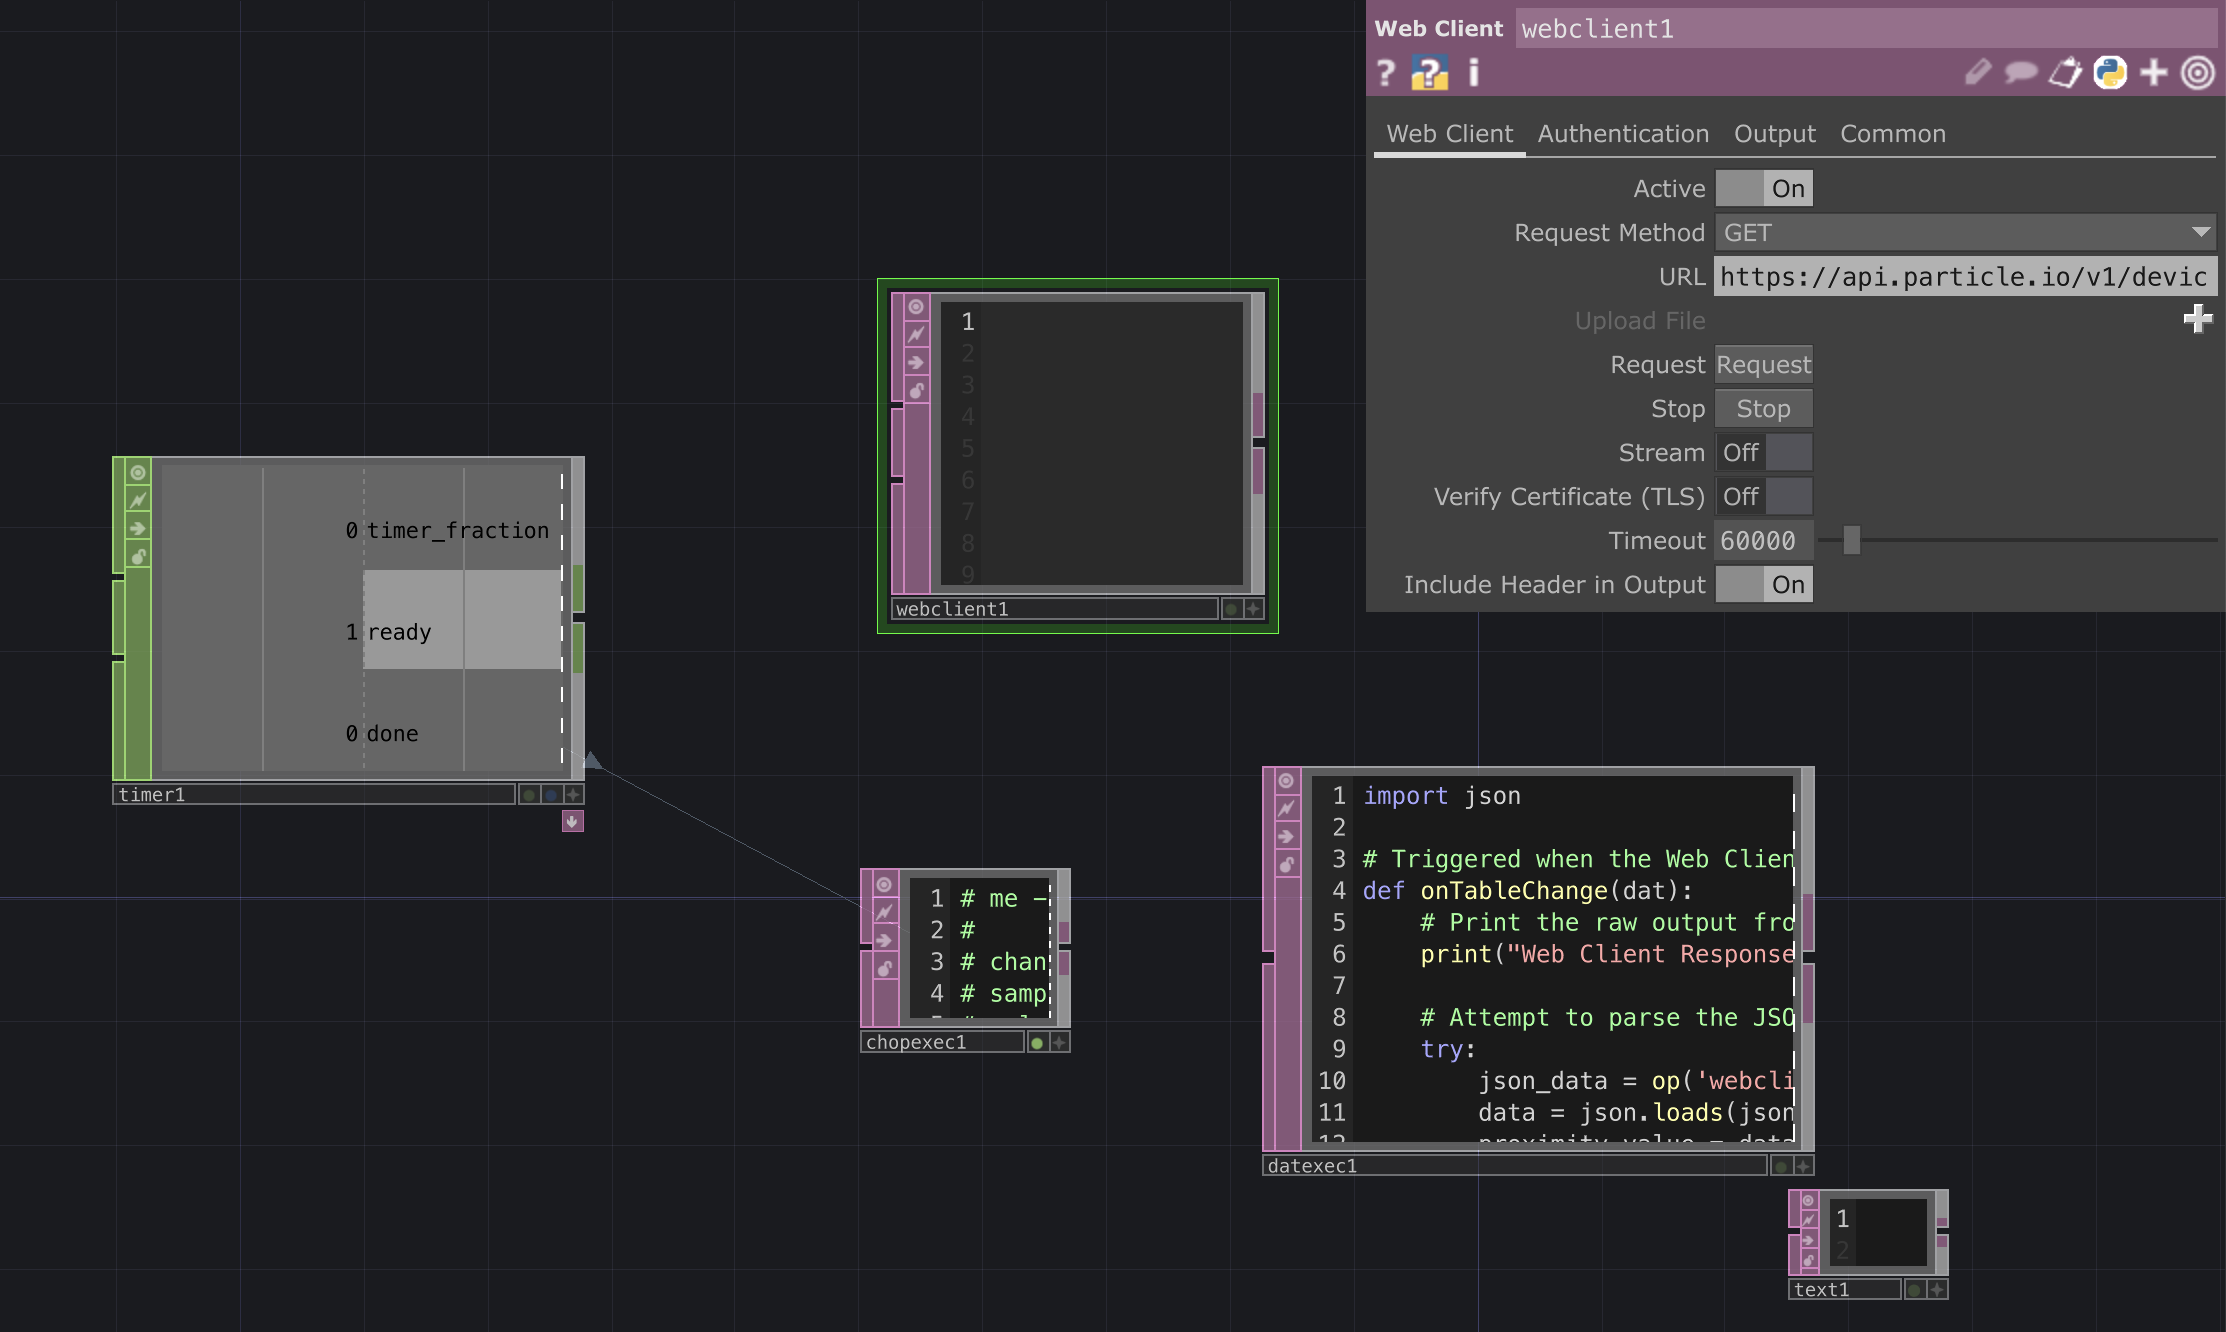 Web Client webclient1
? ? i
Web Client Authentication Output Common
Active On
Request Method GET
URL https://api.particle.io/v1/devic
Upload File
Request Request
Stop Stop
Stream Off
Verify Certificate (TLS) Off
Timeout 60000
Include Header in Output On
1
2
3
4
5
6
7
8
9
webclient1
0 timer_fraction
1 ready
0 done
timer1
1 # me –
2 #
3 # chan
4 # samp
chopexec1
1 import json
2
3 # Triggered when the Web Clien
4 def onTableChange(dat):
5 # Print the raw output fro
6 print("Web Client Response
7
8 # Attempt to parse the JSO
9 try:
10 json_data = op('webcli
11 data = json.loads(json
12 proximity_value = data
datexec1
1
2
text1